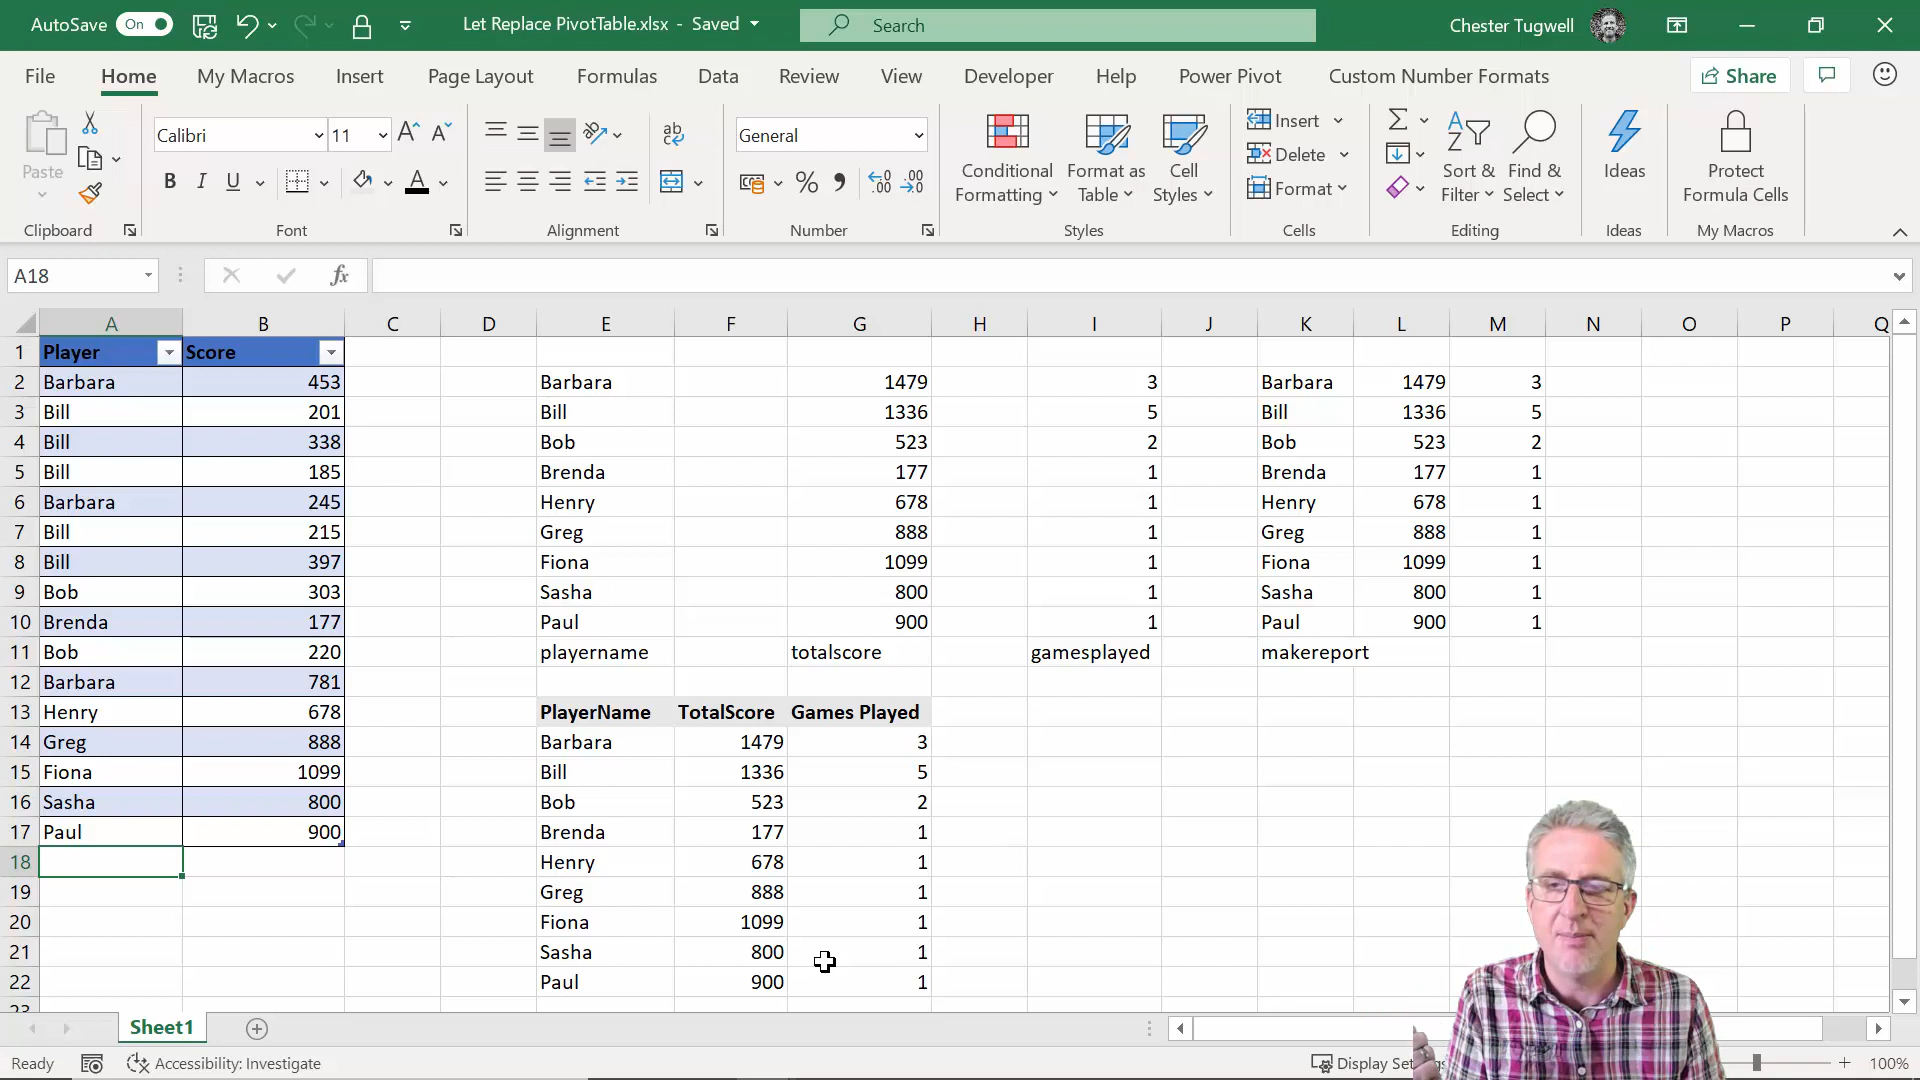 AutoSave On Let Replace PivotTable.xlsx - Saved Search Chester Tugwell
File Home My Macros Insert Page Layout Formulas Data Review View Developer Help Power Pivot Custom Number Formats Share
Paste Calibri 11 A A ab General Conditional Formatting Format as Table Cell Styles Insert Delete Format Sort & Filter Find & Select Ideas Protect Formula Cells
B I U A % 9
Clipboard Font Alignment Number Styles Cells Editing Ideas My Macros
A18 fx
A B C D E F G H I J K L M N O P Q
1 Player Score
2 Barbara 453 Barbara 1479 3 Barbara 1479 3
3 Bill 201 Bill 1336 5 Bill 1336 5
4 Bill 338 Bob 523 2 Bob 523 2
5 Bill 185 Brenda 177 1 Brenda 177 1
6 Barbara 245 Henry 678 1 Henry 678 1
7 Bill 215 Greg 888 1 Greg 888 1
8 Bill 397 Fiona 1099 1 Fiona 1099 1
9 Bob 303 Sasha 800 1 Sasha 800 1
10 Brenda 177 Paul 900 1 Paul 900 1
11 Bob 220 playername totalscore gamesplayed makereport
12 Barbara 781
13 Henry 678 PlayerName TotalScore Games Played
14 Greg 888 Barbara 1479 3
15 Fiona 1099 Bill 1336 5
16 Sasha 800 Bob 523 2
17 Paul 900 Brenda 177 1
18 Henry 678 1
19 Greg 888 1
20 Fiona 1099 1
21 Sasha 800 1
22 Paul 900 1
23
Sheet1
Ready Accessibility: Investigate Display 100%